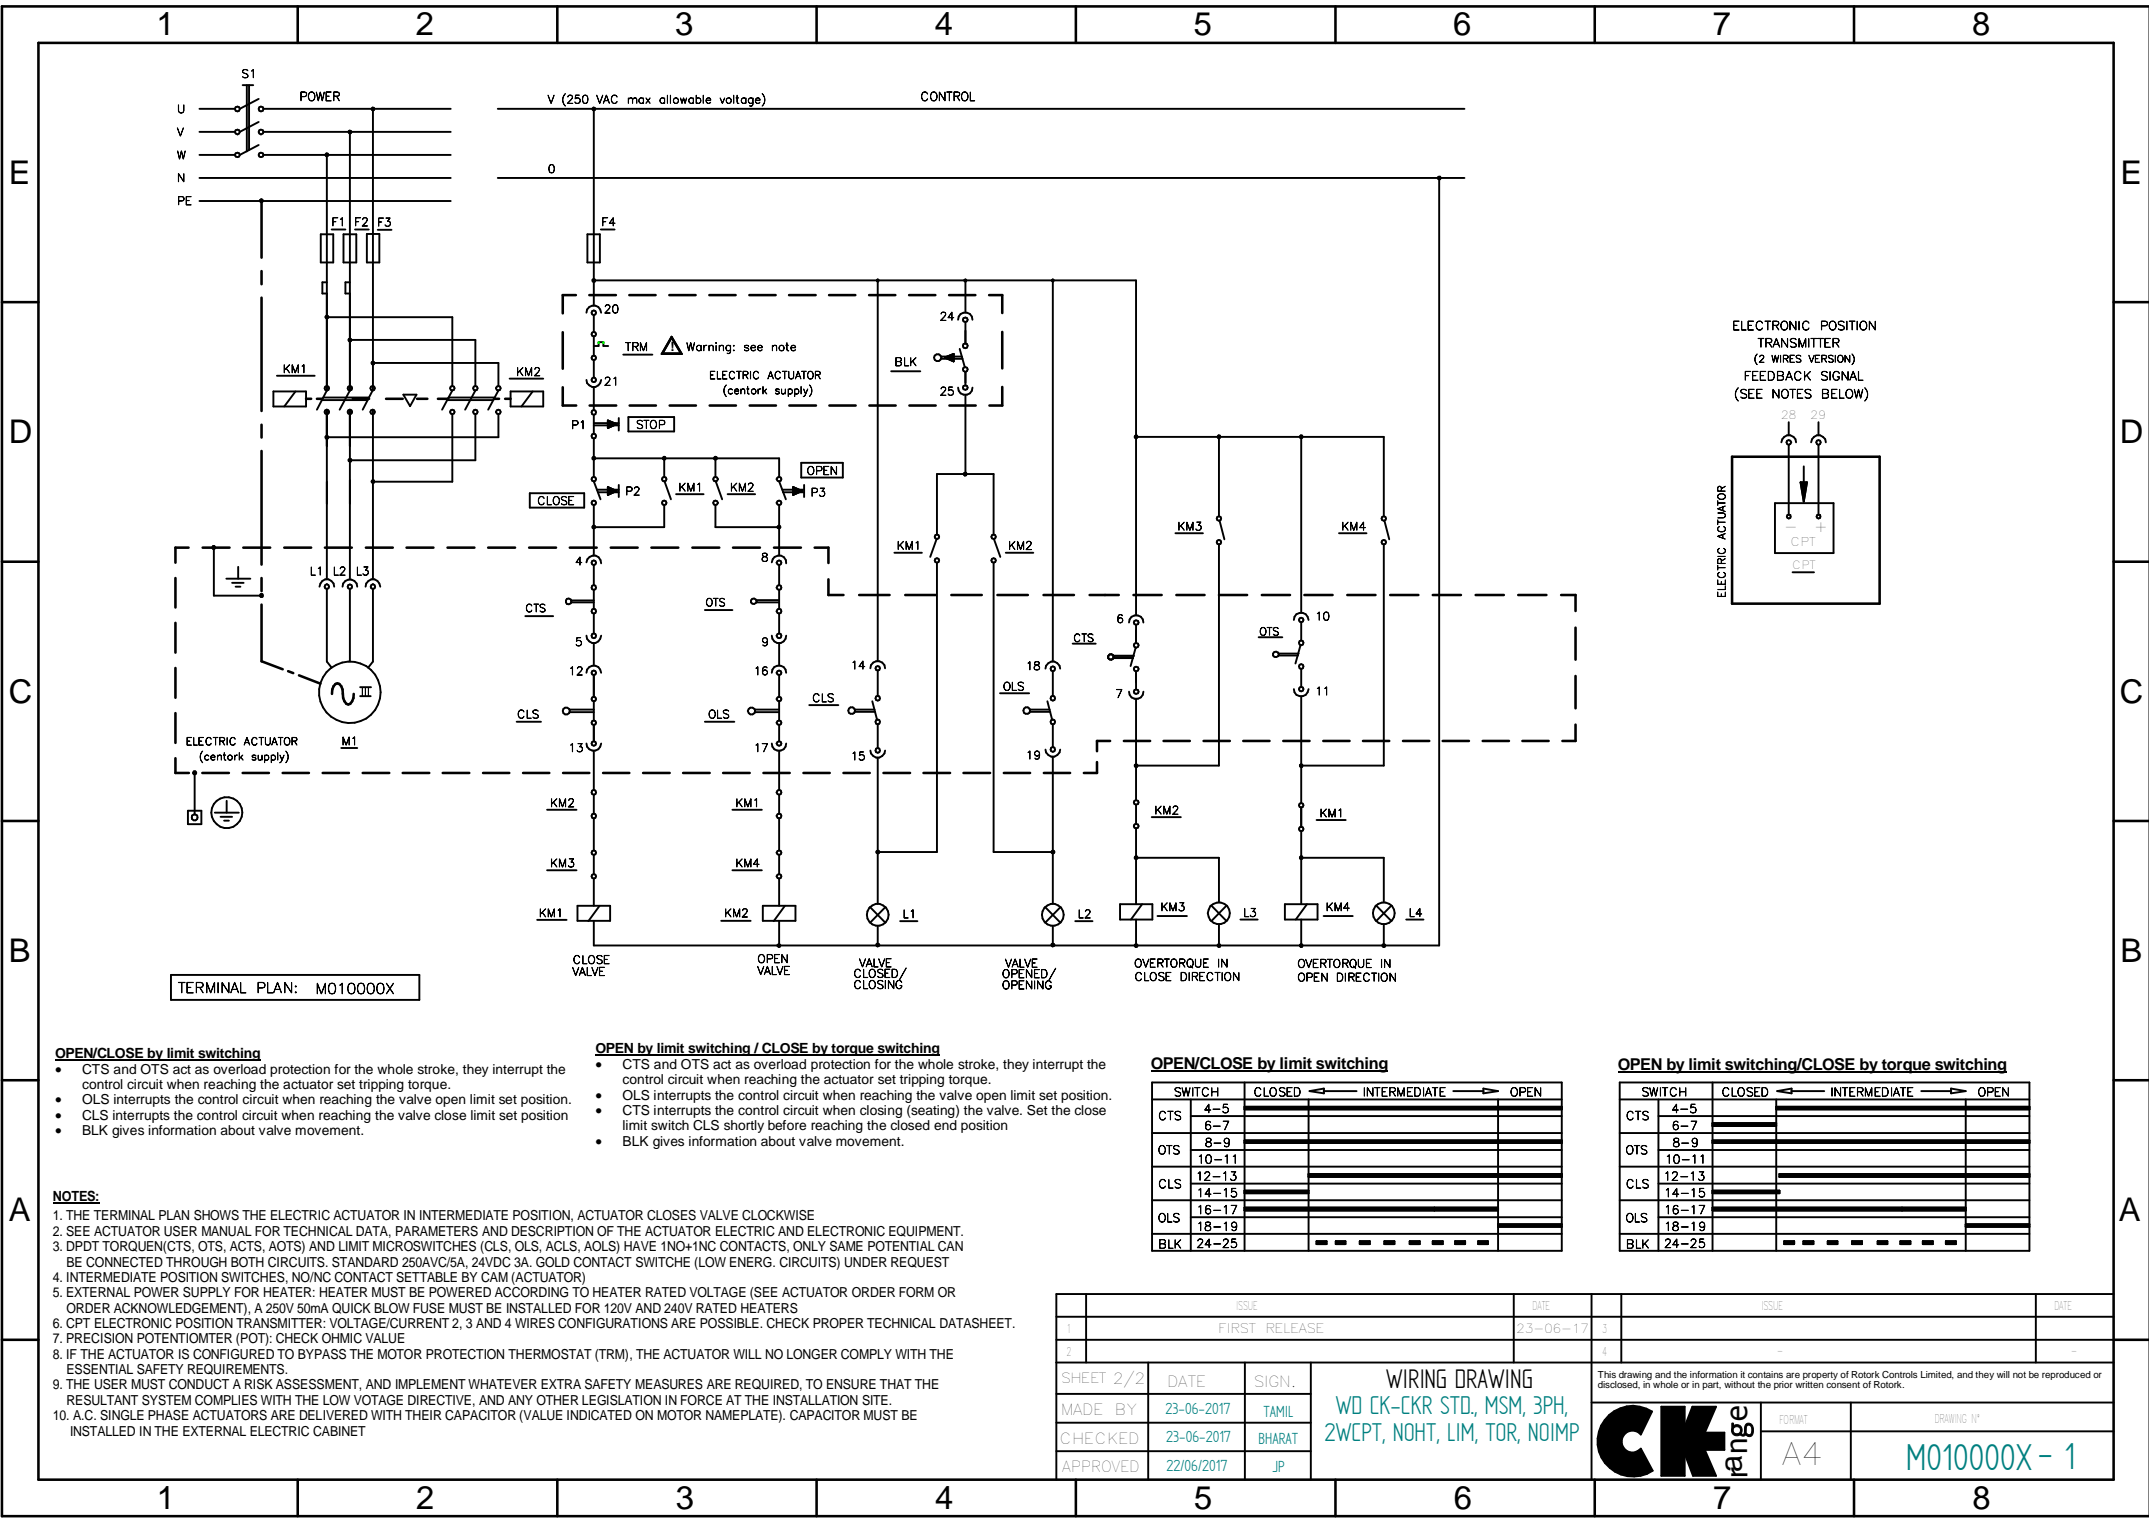 1 2 3 4 5 6 7 8
E
D
C
B
A
E
D
C
B
A
S1
POWER
V (250 VAC max allowable voltage)
CONTROL
U
V
W
N
0
PE
F1 F2 F3
F4
KM1
KM2
20
TRM
Warning: see note
21
ELECTRIC ACTUATOR
(centork supply)
24
BLK
25
P1
STOP
CLOSE
P2
KM1
KM2
OPEN
P3
KM1
KM2
KM3
KM4
L1 L2 L3
4
CTS
5
12
CLS
13
8
OTS
9
16
OLS
17
14
CLS
15
18
OLS
19
6
CTS
7
10
OTS
11
III
M1
ELECTRIC ACTUATOR
(centork supply)
KM2
KM1
KM2
KM1
KM3
KM4
KM1
KM2
L1
L2
KM3
L3
KM4
L4
CLOSE
VALVE
OPEN
VALVE
VALVE
CLOSED/
CLOSING
VALVE
OPENED/
OPENING
OVERTORQUE IN
CLOSE DIRECTION
OVERTORQUE IN
OPEN DIRECTION
ELECTRONIC POSITION
TRANSMITTER
(2 WIRES VERSION)
FEEDBACK SIGNAL
(SEE NOTES BELOW)
28 29
- +
CPT
CPT
ELECTRIC ACTUATOR
TERMINAL PLAN: M010000X
OPEN/CLOSE by limit switching
• CTS and OTS act as overload protection for the whole stroke, they interrupt the
control circuit when reaching the actuator set tripping torque.
• OLS interrupts the control circuit when reaching the valve open limit set position.
• CLS interrupts the control circuit when reaching the valve close limit set position
• BLK gives information about valve movement.
OPEN by limit switching / CLOSE by torque switching
• CTS and OTS act as overload protection for the whole stroke, they interrupt the
control circuit when reaching the actuator set tripping torque.
• OLS interrupts the control circuit when reaching the valve open limit set position.
• CTS interrupts the control circuit when closing (seating) the valve. Set the close
limit switch CLS shortly before reaching the closed end position
• BLK gives information about valve movement.
OPEN/CLOSE by limit switching
SWITCH CLOSED INTERMEDIATE OPEN
CTS 4-5
6-7
OTS 8-9
10-11
CLS 12-13
14-15
OLS 16-17
18-19
BLK 24-25
OPEN by limit switching/CLOSE by torque switching
SWITCH CLOSED INTERMEDIATE OPEN
CTS 4-5
6-7
OTS 8-9
10-11
CLS 12-13
14-15
OLS 16-17
18-19
BLK 24-25
NOTES:
1. THE TERMINAL PLAN SHOWS THE ELECTRIC ACTUATOR IN INTERMEDIATE POSITION, ACTUATOR CLOSES VALVE CLOCKWISE
2. SEE ACTUATOR USER MANUAL FOR TECHNICAL DATA, PARAMETERS AND DESCRIPTION OF THE ACTUATOR ELECTRIC AND ELECTRONIC EQUIPMENT.
3. DPDT TORQUEN(CTS, OTS, ACTS, AOTS) AND LIMIT MICROSWITCHES (CLS, OLS, ACLS, AOLS) HAVE 1NO+1NC CONTACTS, ONLY SAME POTENTIAL CAN
BE CONNECTED THROUGH BOTH CIRCUITS. STANDARD 250AVC/5A, 24VDC 3A. GOLD CONTACT SWITCHE (LOW ENERG. CIRCUITS) UNDER REQUEST
4. INTERMEDIATE POSITION SWITCHES, NO/NC CONTACT SETTABLE BY CAM (ACTUATOR)
5. EXTERNAL POWER SUPPLY FOR HEATER: HEATER MUST BE POWERED ACCORDING TO HEATER RATED VOLTAGE (SEE ACTUATOR ORDER FORM OR
ORDER ACKNOWLEDGEMENT), A 250V 50mA QUICK BLOW FUSE MUST BE INSTALLED FOR 120V AND 240V RATED HEATERS
6. CPT ELECTRONIC POSITION TRANSMITTER: VOLTAGE/CURRENT 2, 3 AND 4 WIRES CONFIGURATIONS ARE POSSIBLE. CHECK PROPER TECHNICAL DATASHEET.
7. PRECISION POTENTIOMTER (POT): CHECK OHMIC VALUE
8. IF THE ACTUATOR IS CONFIGURED TO BYPASS THE MOTOR PROTECTION THERMOSTAT (TRM), THE ACTUATOR WILL NO LONGER COMPLY WITH THE
ESSENTIAL SAFETY REQUIREMENTS.
9. THE USER MUST CONDUCT A RISK ASSESSMENT, AND IMPLEMENT WHATEVER EXTRA SAFETY MEASURES ARE REQUIRED, TO ENSURE THAT THE
RESULTANT SYSTEM COMPLIES WITH THE LOW VOTAGE DIRECTIVE, AND ANY OTHER LEGISLATION IN FORCE AT THE INSTALLATION SITE.
10. A.C. SINGLE PHASE ACTUATORS ARE DELIVERED WITH THEIR CAPACITOR (VALUE INDICATED ON MOTOR NAMEPLATE). CAPACITOR MUST BE
INSTALLED IN THE EXTERNAL ELECTRIC CABINET
ISSUE DATE ISSUE DATE
1 FIRST RELEASE 23-06-17 3
2 4 - -
SHEET 2/2 DATE SIGN.
MADE BY 23-06-2017 TAMIL
CHECKED 23-06-2017 BHARAT
APPROVED 22/06/2017 JP
WIRING DRAWING
WD CK-CKR STD., MSM, 3PH,
2WCPT, NOHT, LIM, TOR, NOIMP
This drawing and the information it contains are property of Rotork Controls Limited, and they will not be reproduced or
disclosed, in whole or in part, without the prior written consent of Rotork.
CK range
FORMAT
A4
DRAWING Nº
M010000X - 1
1 2 3 4 5 6 7 8